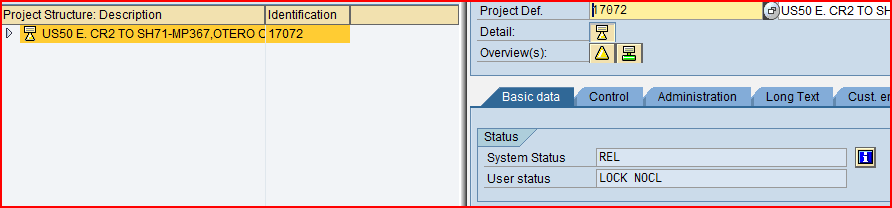 Project Structure: Description Identification
US50 E. CR2 TO SH71-MP367,OTERO C 17072
Project Def. 17072 US50 E. CR2 TO SH
Detail:
Overview(s):
Basic data Control Administration Long Text Cust. en
Status
System Status REL
User status LOCK NOCL